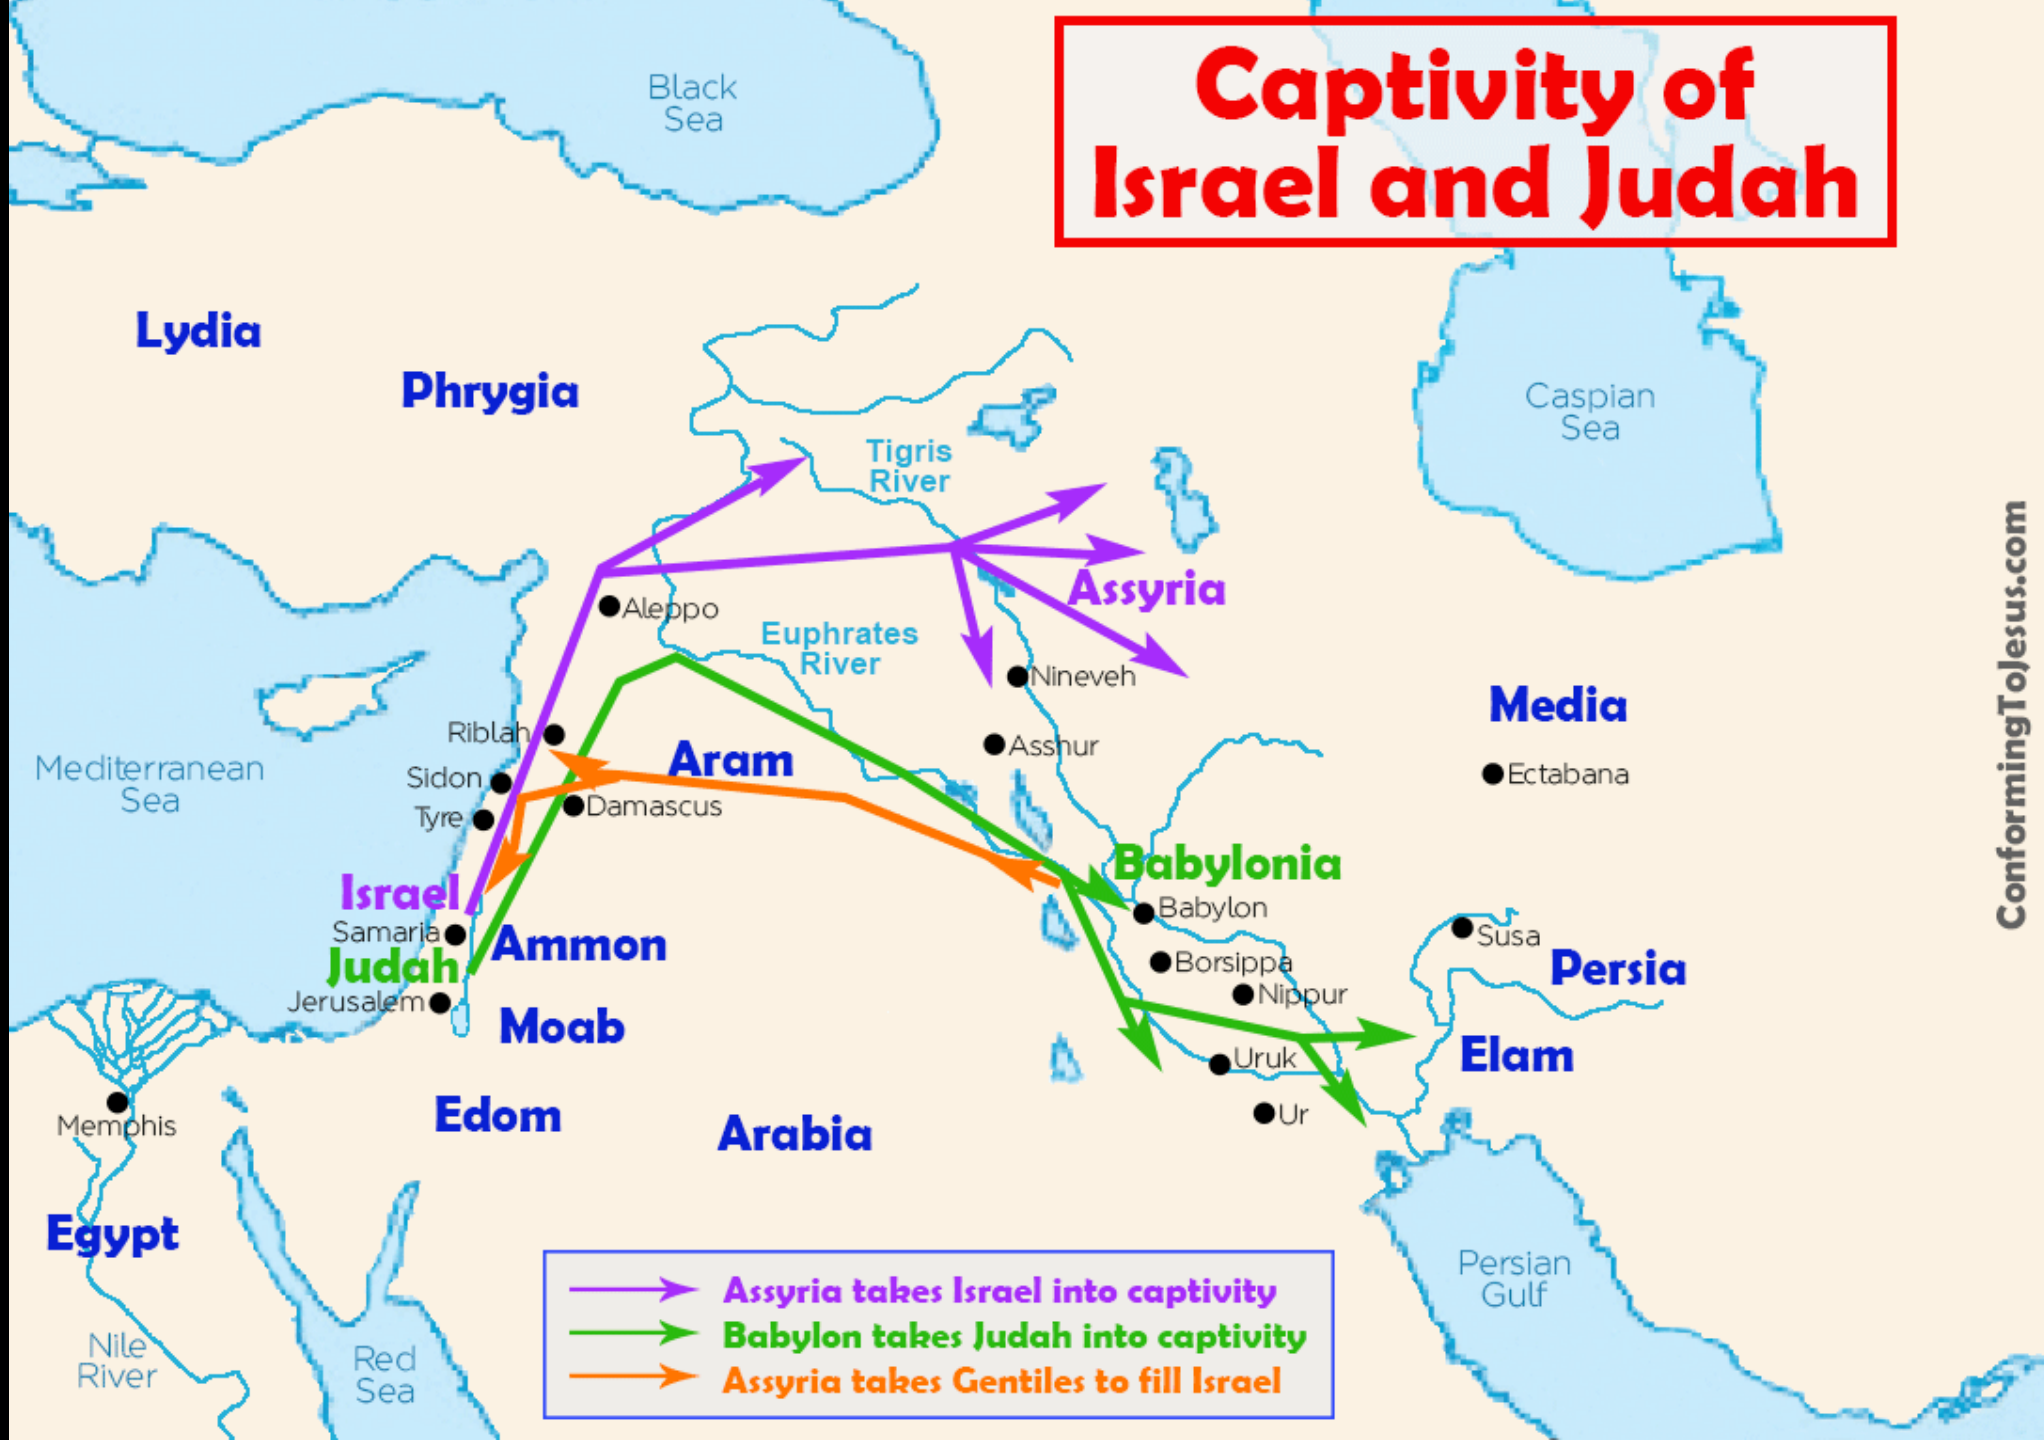 Captivity of
Israel and Judah
Black
Sea
Lydia
Phrygia
Caspian
Sea
Tigris
River
Assyria
Aleppo
Euphrates
River
Nineveh
Media
Riblah
Aram
Asshur
Mediterranean
Sea
Sidon
Ectabana
Tyre
Damascus
ConformingToJesus.com
Israel
Babylonia
Samaria
Babylon
Judah
Ammon
Borsippa
Susa
Persia
Jerusalem
Moab
Nippur
Uruk
Elam
Memphis
Edom
Arabia
Ur
Egypt
Persian
Gulf
Nile
River
Red
Sea
Assyria takes Israel into captivity
Babylon takes Judah into captivity
Assyria takes Gentiles to fill Israel